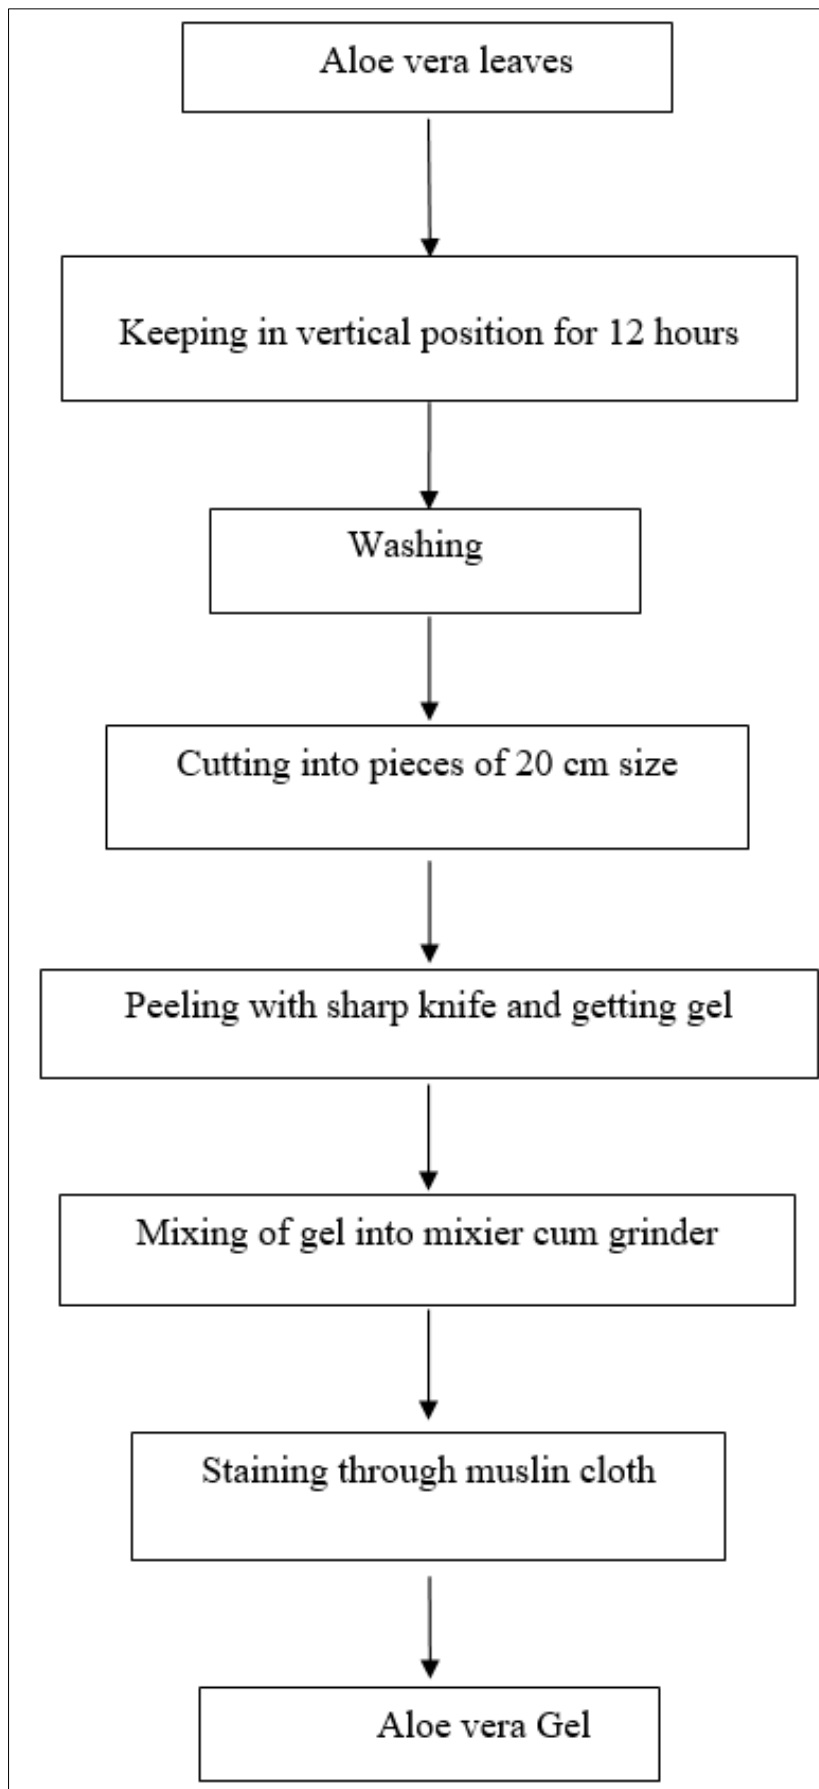 Aloe vera leaves
Keeping in vertical position for 12 hours
Washing
Cutting into pieces of 20 cm size
Peeling with sharp knife and getting gel
Mixing of gel into mixier cum grinder
Staining through muslin cloth
Aloe vera Gel